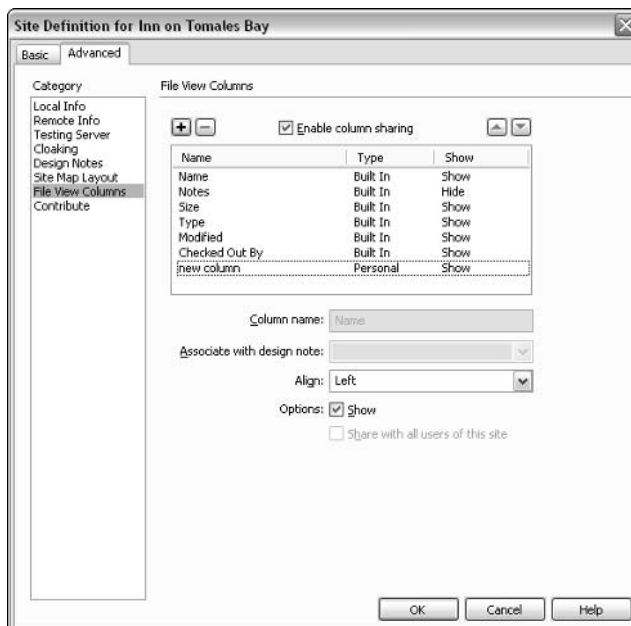 Site Definition for Inn on Tomales Bay
Basic Advanced
Category
Local Info
Remote Info
Testing Server
Cloaking
Design Notes
Site Map Layout
File View Columns
Contribute
File View Columns
Enable column sharing
Name Type Show
Name Built In Show
Notes Built In Hide
Size Built In Show
Type Built In Show
Modified Built In Show
Checked Out By Built In Show
new column Personal Show
Column name: Name
Associate with design note:
Align: Left
Options: Show
Share with all users of this site
OK Cancel Help